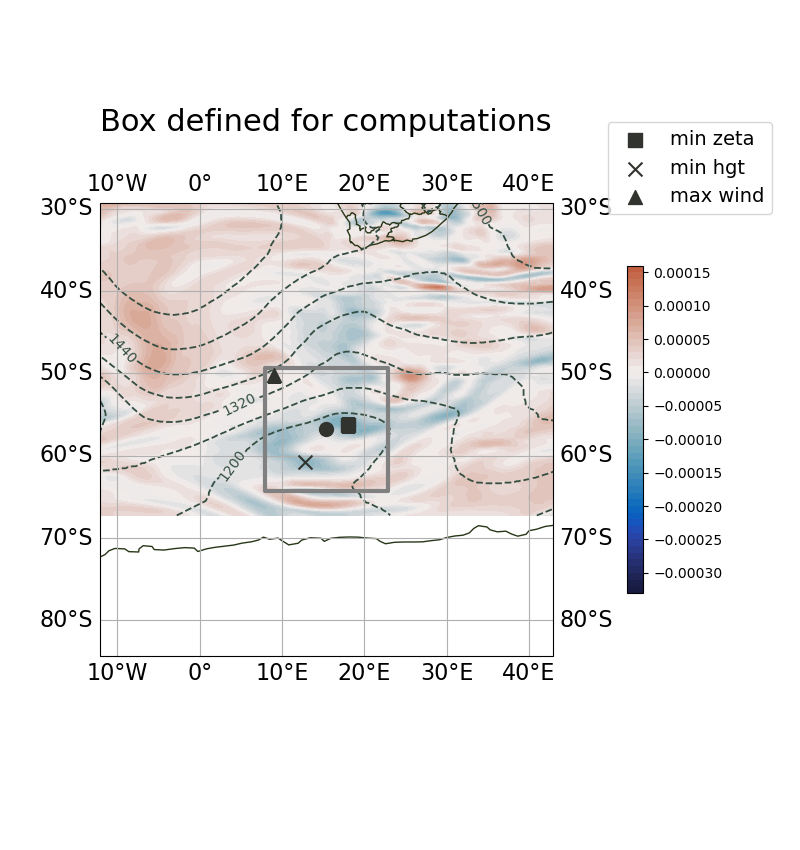 Box defined for computations
min zeta
min hgt
max wind
10°W 0° 10°E 20°E 30°E 40°E
30°S 30°S
40°S 40°S
50°S 50°S
60°S 60°S
70°S 70°S
80°S 80°S
10°W 0° 10°E 20°E 30°E 40°E
1440
1320
1200
0.00015
0.00010
0.00005
0.00000
−0.00005
−0.00010
−0.00015
−0.00020
−0.00025
−0.00030